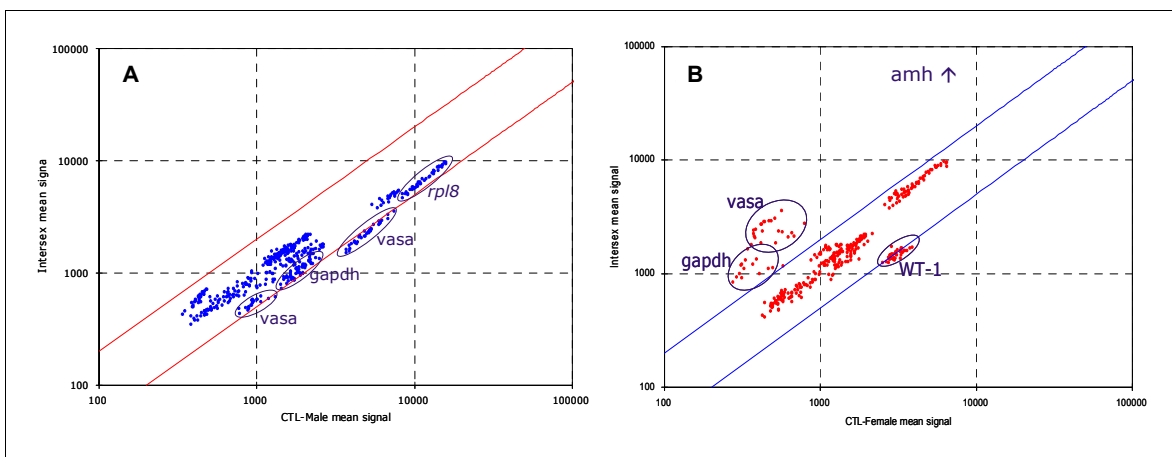 A
100000
10000
1000
100
Intersex mean signa
rpl8
vasa
gapdh
vasa
100
1000
10000
100000
CTL-Male mean signal
B
amh ↑
100000
10000
1000
100
Intersex mean signal
vasa
gapdh
WT-1
100
1000
10000
100000
CTL-Female mean signal